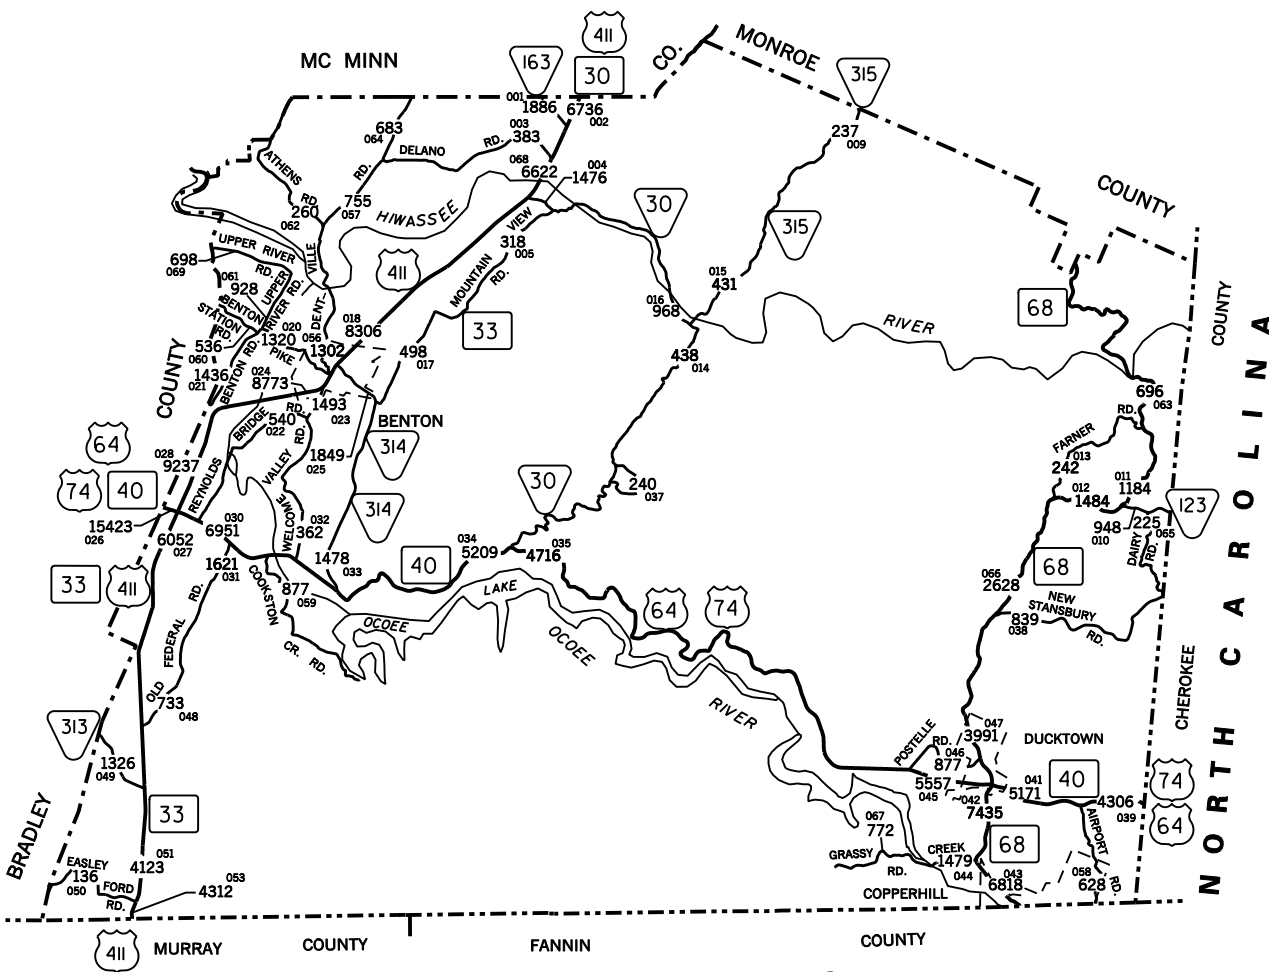 411
MC MINN
CO.
MONROE
163
30
315
001
1886
6736
002
003
383
RD.
DELANO
683
064
237
009
068
6622
004
1476
ATHENS
RD.
RD.
755
057
260
062
HIWASSEE
VIEW
318
005
30
315
COUNTY
UPPER RIVER
RD.
698
069
VILLE
411
MOUNTAIN
RD.
061
928
UPPER
RIVER RD.
BENTON
STATION
RD.
DENT-
015
431
016
968
68
RIVER
COUNTY
018
8306
33
020
1320
056
1302
PIKE
536
060
498
017
438
014
1436
021
BENTON RD.
024
8773
COUNTY
1493
023
RD.
BENTON
696
063
RD.
540
022
BRIDGE
RD.
FARNER
013
242
64
028
9237
VALLEY
1849
025
314
74
40
REYNOLDS
WELCOME
314
30
240
037
012
1484
011
1184
123
15423
026
6052
027
030
6951
032
362
948
010
225
065
DAIRY
RD.
1621
031
1478
033
40
034
5209
4716
035
68
33
411
RD.
COOKSTON
877
059
CR. RD.
OCOEE
LAKE
OCOEE
64
74
066
2628
NEW
STANSBURY
RD.
839
038
FEDERAL
OLD
733
048
RIVER
CHEROKEE
NORTH CAROLINA
313
1326
049
POSTELLE
RD.
047
3991
046
877
DUCKTOWN
5557
045
042
7435
041
5171
40
4306
039
74
64
33
067
772
GRASSY
RD.
CREEK
1479
044
68
AIRPORT
RD.
BRADLEY
EASLEY
136
050
FORD
RD.
4123
051
053
4312
COPPERHILL
043
6818
058
628
411
MURRAY
COUNTY
FANNIN
COUNTY